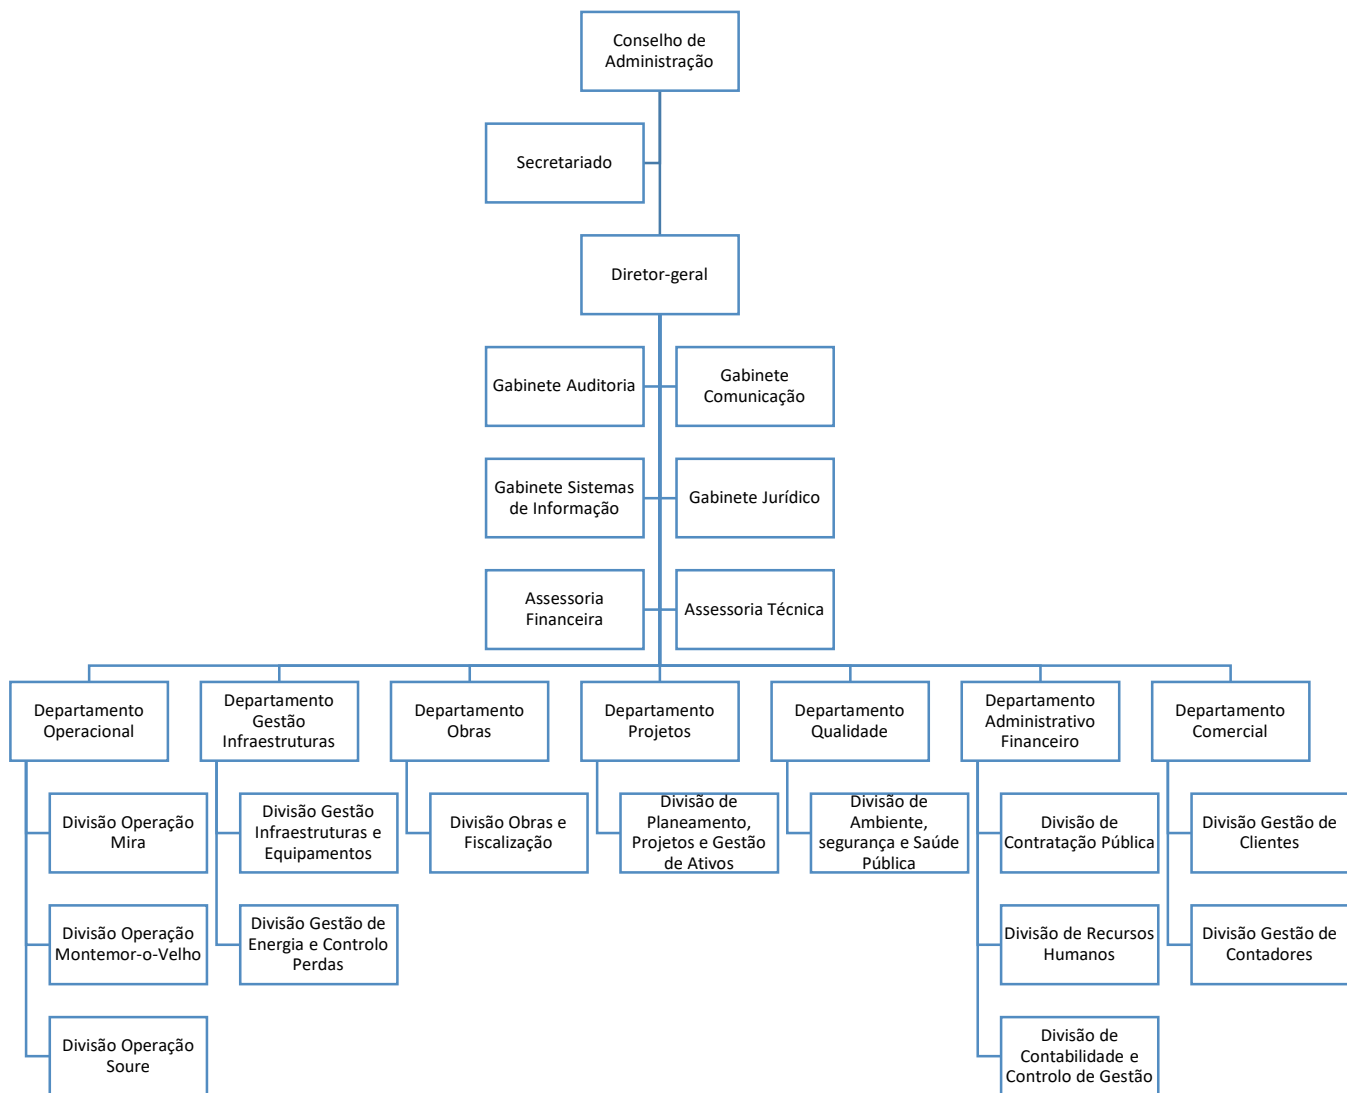 Conselho de
Administração
Secretariado
Diretor-geral
Gabinete Auditoria
Gabinete
Comunicação
Gabinete Sistemas
de Informação
Gabinete Jurídico
Assessoria
Financeira
Assessoria Técnica
Departamento
Operacional
Departamento
Gestão
Infraestruturas
Departamento
Obras
Departamento
Projetos
Departamento
Qualidade
Departamento
Administrativo
Financeiro
Departamento
Comercial
Divisão Operação
Mira
Divisão Gestão
Infraestruturas e
Equipamentos
Divisão Obras e
Fiscalização
Divisão de
Planeamento,
Projetos e Gestão
de Ativos
Divisão de
Ambiente,
segurança e Saúde
Pública
Divisão de
Contratação Pública
Divisão Gestão de
Clientes
Divisão Operação
Montemor-o-Velho
Divisão Gestão de
Energia e Controlo
Perdas
Divisão de Recursos
Humanos
Divisão Gestão de
Contadores
Divisão Operação
Soure
Divisão de
Contabilidade e
Controlo de Gestão